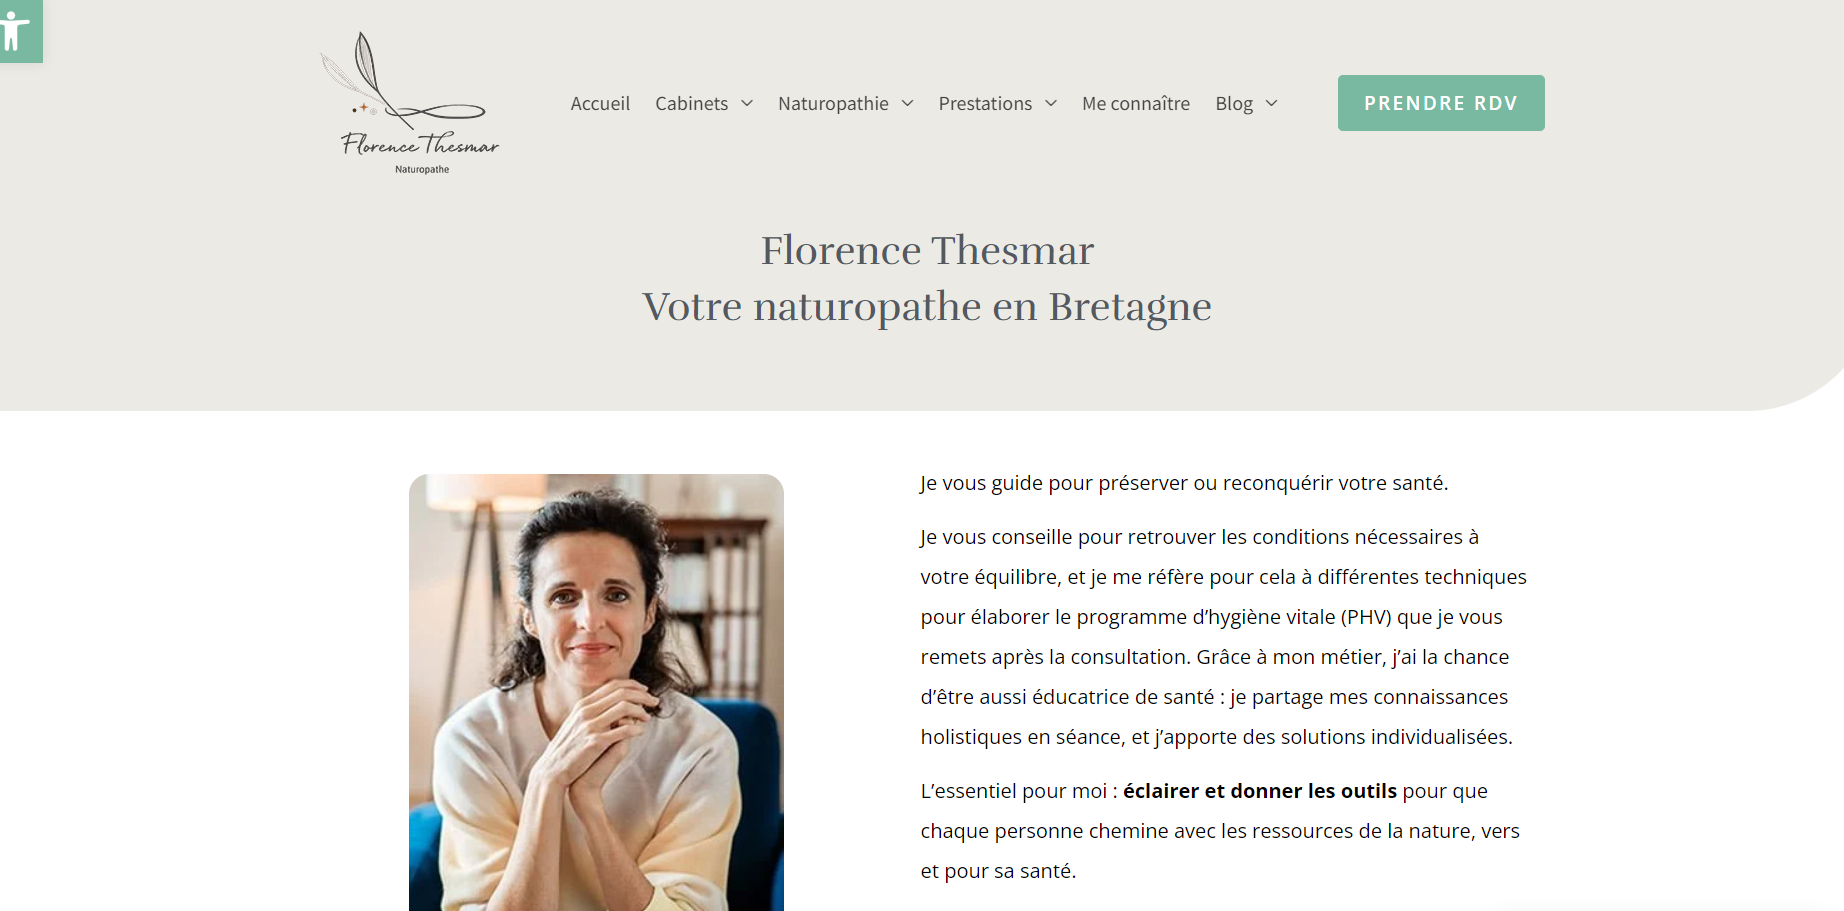 Florence Thesmar
Naturopathe
Accueil
Cabinets
Naturopathie
Prestations
Me connaître
Blog
PRENDRE RDV
Florence Thesmar
Votre naturopathe en Bretagne
Je vous guide pour préserver ou reconquérir votre santé.
Je vous conseille pour retrouver les conditions nécessaires à
votre équilibre, et je me réfère pour cela à différentes techniques
pour élaborer le programme d’hygiène vitale (PHV) que je vous
remets après la consultation. Grâce à mon métier, j’ai la chance
d’être aussi éducatrice de santé : je partage mes connaissances
holistiques en séance, et j’apporte des solutions individualisées.
L’essentiel pour moi : éclairer et donner les outils pour que
chaque personne chemine avec les ressources de la nature, vers
et pour sa santé.